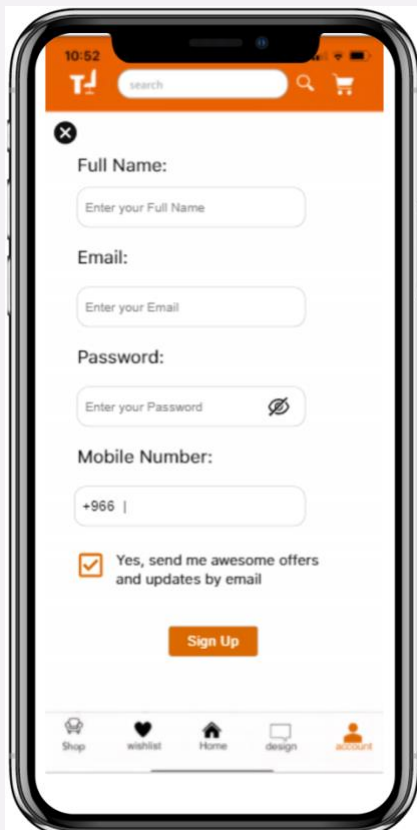 10:52
TJ
search
Full Name:
Enter your Full Name
Email:
Enter your Email
Password:
Enter your Password
Mobile Number:
+966 |
Yes, send me awesome offers
and updates by email
Sign Up
Shop wishlist Home design account